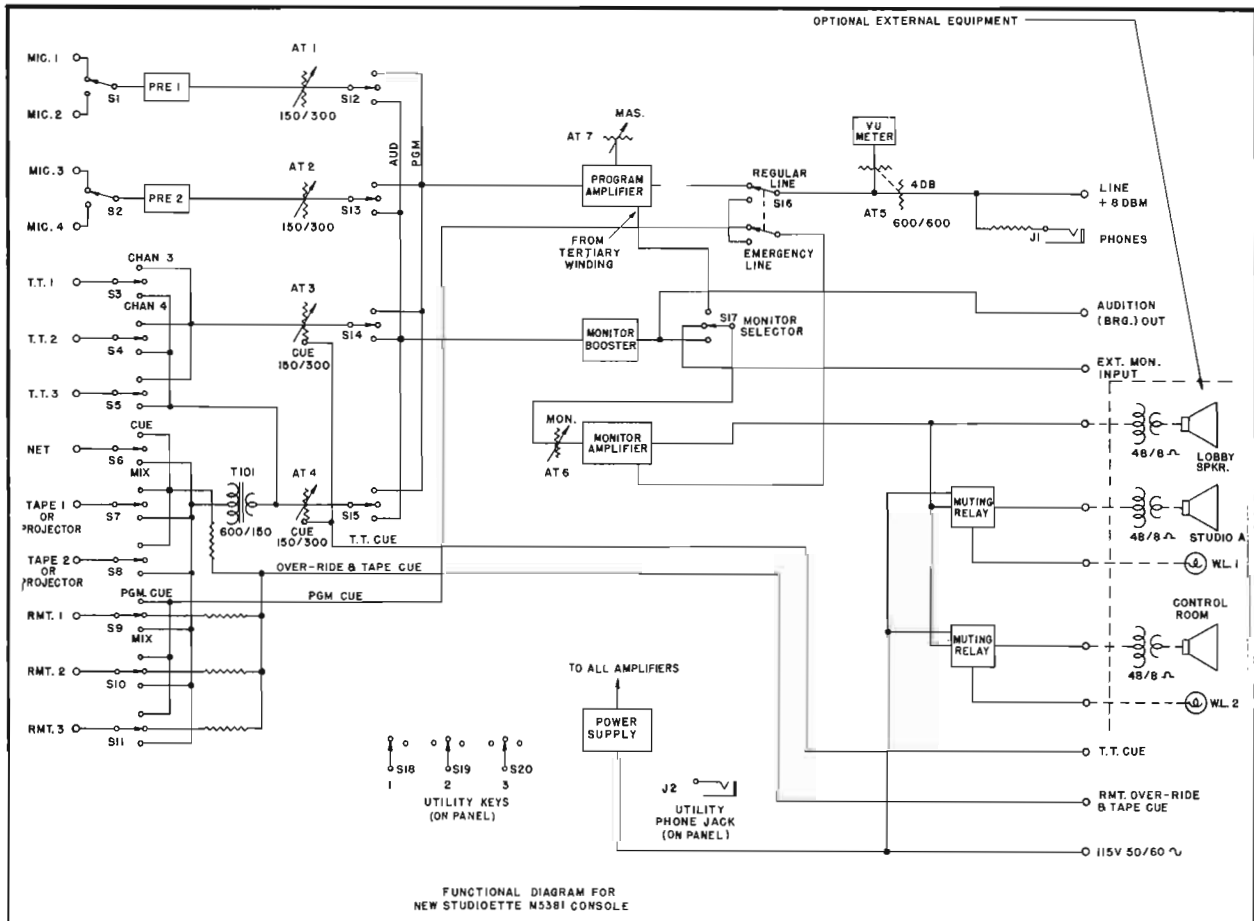 OPTIONAL EXTERNAL EQUIPMENT
MIC. 1
MIC. 2
S1
PRE 1
AT 1
150/300
S12
MIC. 3
MIC. 4
S2
PRE 2
AT 2
150/300
S13
AUD
PGM
MAS.
AT 7
PROGRAM
AMPLIFIER
FROM
TERTIARY
WINDING
REGULAR
LINE
S16
EMERGENCY
LINE
VU
METER
4 DB
AT5
600/600
LINE
+ 8 DBM
J1
PHONES
CHAN 3
T.T. 1
S3
CHAN 4
T.T. 2
S4
T.T. 3
S5
AT 3
CUE
150/300
S14
MONITOR
BOOSTER
S17
MONITOR
SELECTOR
AUDITION
(BRG.) OUT
EXT. MON.
INPUT
CUE
NET
S6
MIX
TAPE 1
OR
PROJECTOR
S7
TAPE 2
OR
PROJECTOR
S8
T101
600/150
AT 4
CUE
150/300
S15
T.T. CUE
OVER-RIDE & TAPE CUE
PGM CUE
MON.
AT 6
MONITOR
AMPLIFIER
48/8 Ω
LOBBY
SPKR.
MUTING
RELAY
48/8 Ω
STUDIO A
W.L. 1
PGM. CUE
RMT. 1
S9
MIX
RMT. 2
S10
RMT. 3
S11
MUTING
RELAY
CONTROL
ROOM
48/8 Ω
W.L. 2
TO ALL AMPLIFIERS
POWER
SUPPLY
S18
1
S19
2
S20
3
UTILITY KEYS
(ON PANEL)
J2
UTILITY
PHONE JACK
(ON PANEL)
T.T. CUE
RMT. OVER-RIDE
& TAPE CUE
115V 50/60 ∿
FUNCTIONAL DIAGRAM FOR
NEW STUDIOETTE M5381 CONSOLE